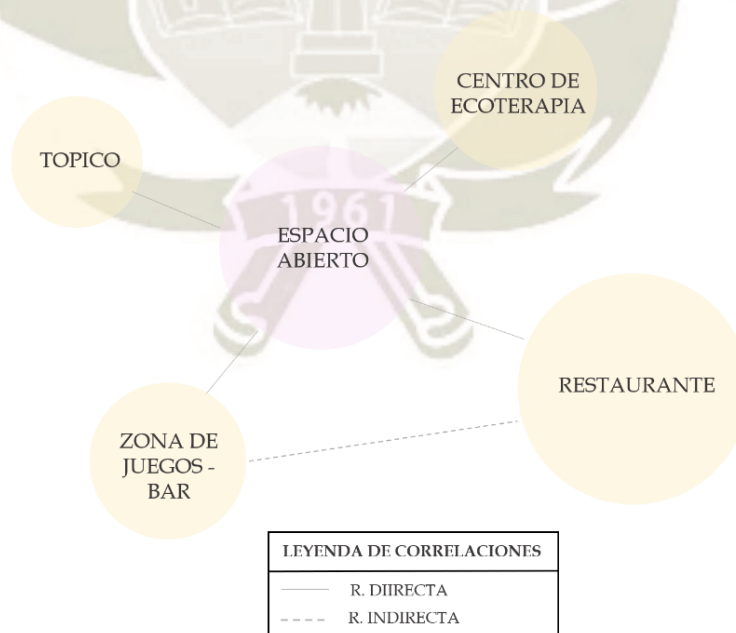 CENTRO DE
ECOTERAPIA
TOPICO
1961
ESPACIO
ABIERTO
RESTAURANTE
ZONA DE
JUEGOS -
BAR
LEYENDA DE CORRELACIONES
R. DIIRECTA
R. INDIRECTA